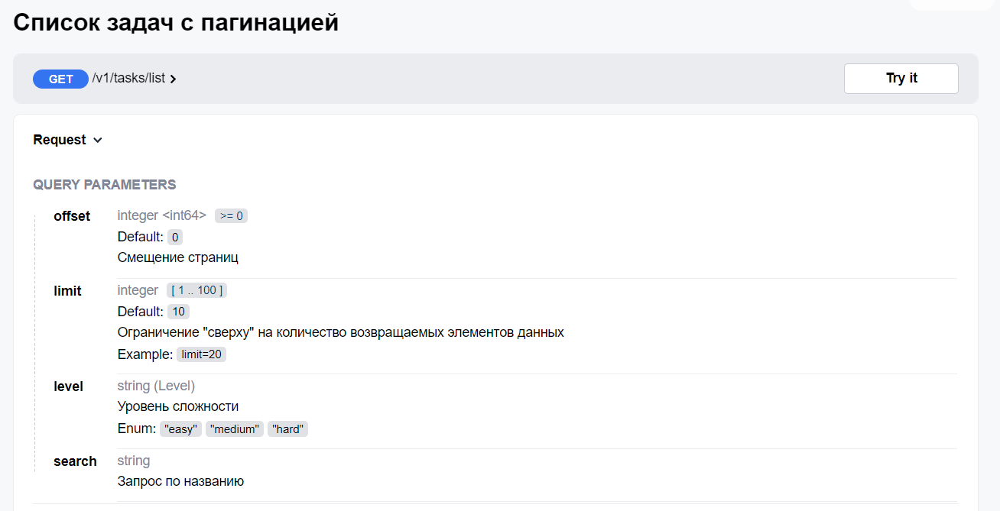 Список задач с пагинацией
GET /v1/tasks/list
Try it
Request
QUERY PARAMETERS
offset integer <int64> >= 0
Default: 0
Смещение страниц
limit integer [ 1 .. 100 ]
Default: 10
Ограничение "сверху" на количество возвращаемых элементов данных
Example: limit=20
level string (Level)
Уровень сложности
Enum: "easy" "medium" "hard"
search string
Запрос по названию